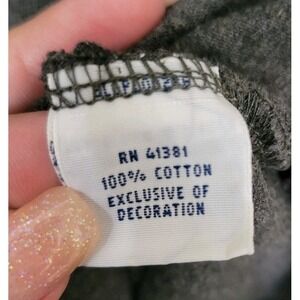 RN 41381
100% COTTON
EXCLUSIVE OF
DECORATION